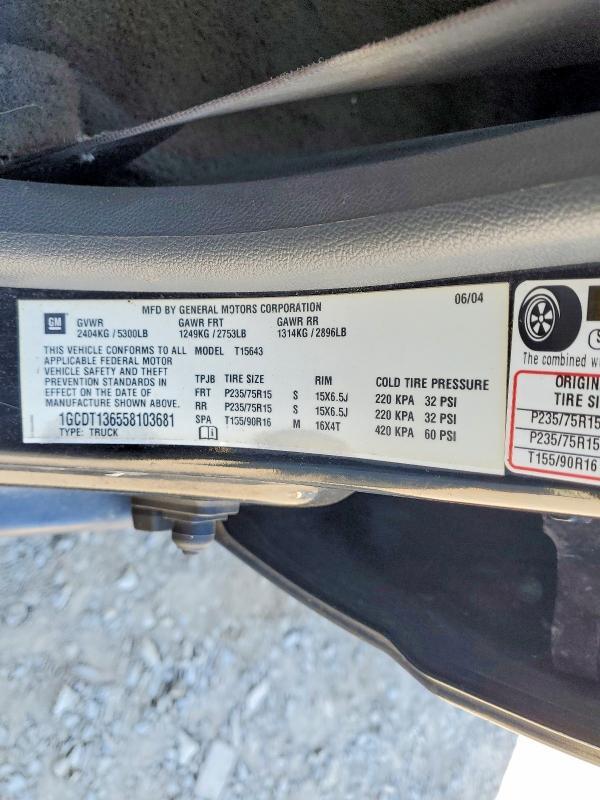 MFD BY GENERAL MOTORS CORPORATION 06/04
GM
GVWR GAWR FRT GAWR RR
2404KG / 5300LB 1249KG / 2753LB 1314KG / 2896LB
THIS VEHICLE CONFORMS TO ALL MODEL T15643
APPLICABLE FEDERAL MOTOR
VEHICLE SAFETY AND THEFT
PREVENTION STANDARDS IN
EFFECT ON THE DATE OF
MANUFACTURE SHOWN ABOVE.
1GCDT136558103681
TYPE: TRUCK
TPJB TIRE SIZE RIM COLD TIRE PRESSURE
FRT P235/75R15 S 15X6.5J 220 KPA 32 PSI
RR P235/75R15 S 15X6.5J 220 KPA 32 PSI
SPA T155/90R16 M 16X4T 420 KPA 60 PSI
The combined
ORIGIN
TIRE SI
P235/75R15
P235/75R15
T155/90R16